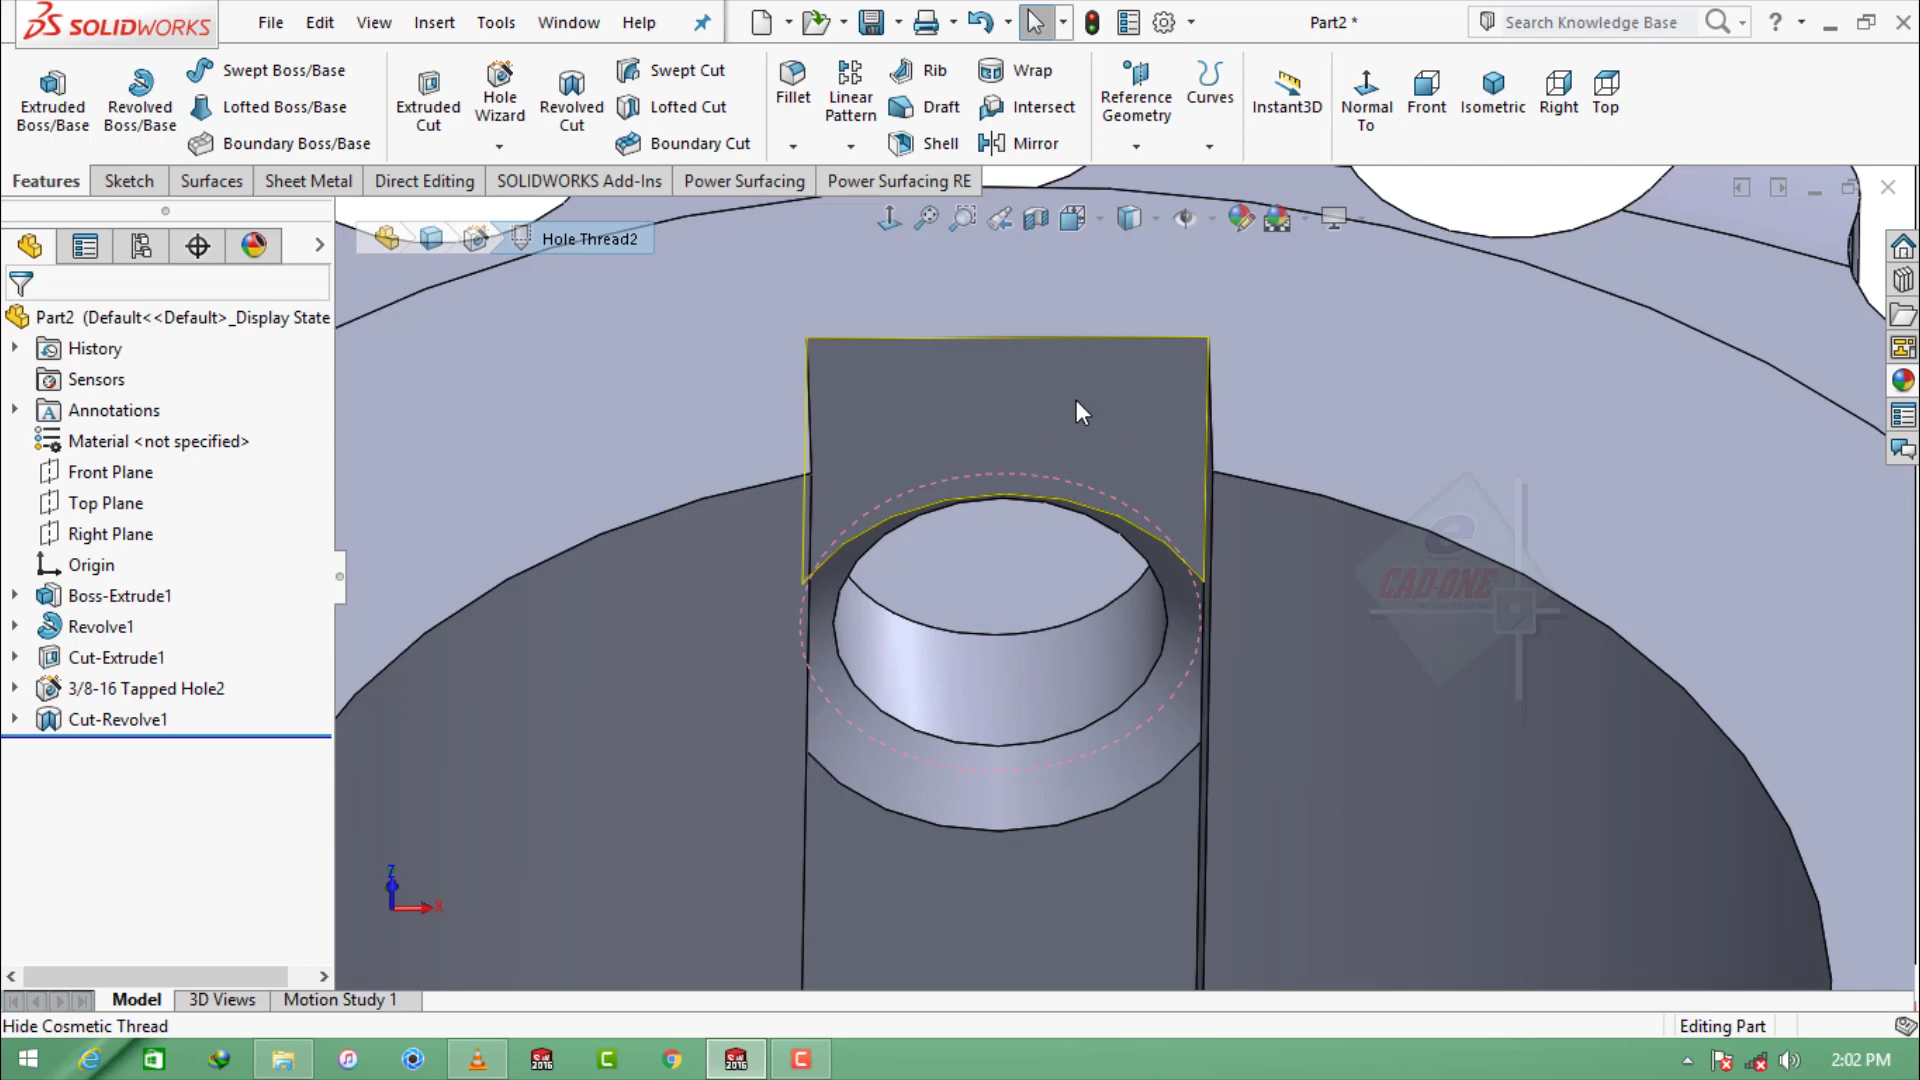 SOLIDWORKS File Edit View Insert Tools Window Help Part2 * Search Knowledge Base ?
Extruded Boss/Base
Revolved Boss/Base
Swept Boss/Base
Lofted Boss/Base
Boundary Boss/Base
Extruded Cut
Hole Wizard
Revolved Cut
Swept Cut
Lofted Cut
Boundary Cut
Fillet
Linear Pattern
Rib
Draft
Shell
Wrap
Intersect
Mirror
Reference Geometry
Curves
Instant3D
Normal To
Front
Isometric
Right
Top
Features Sketch Surfaces Sheet Metal Direct Editing SOLIDWORKS Add-Ins Power Surfacing Power Surfacing RE
Hole Thread2
Part2 (Default<<Default>_Display State
History
Sensors
Annotations
Material <not specified>
Front Plane
Top Plane
Right Plane
Origin
Boss-Extrude1
Revolve1
Cut-Extrude1
3/8-16 Tapped Hole2
Cut-Revolve1
e
CAD-ONE
Z
X
Model 3D Views Motion Study 1
Hide Cosmetic Thread Editing Part
2:02 PM